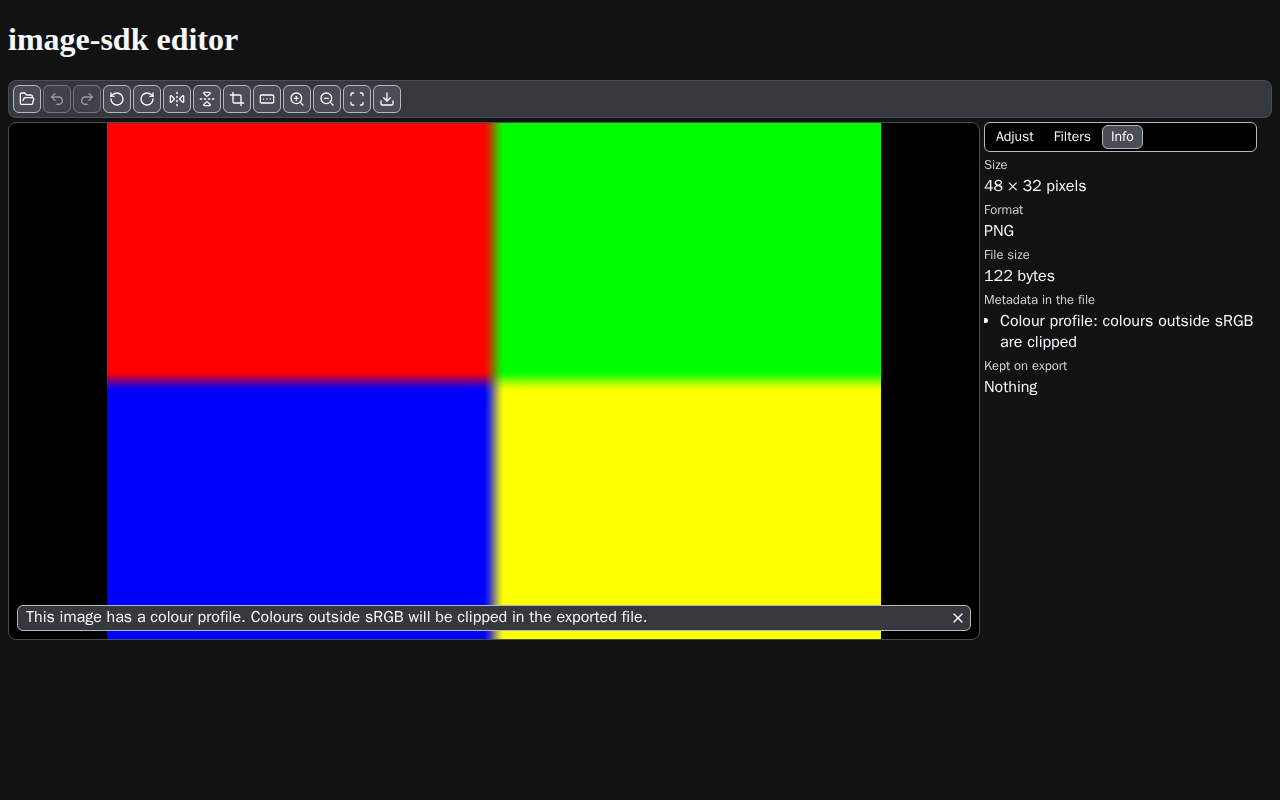 image-sdk editor
Adjust Filters Info
Size
48 × 32 pixels
Format
PNG
File size
122 bytes
Metadata in the file
• Colour profile: colours outside sRGB
are clipped
Kept on export
Nothing
This image has a colour profile. Colours outside sRGB will be clipped in the exported file.